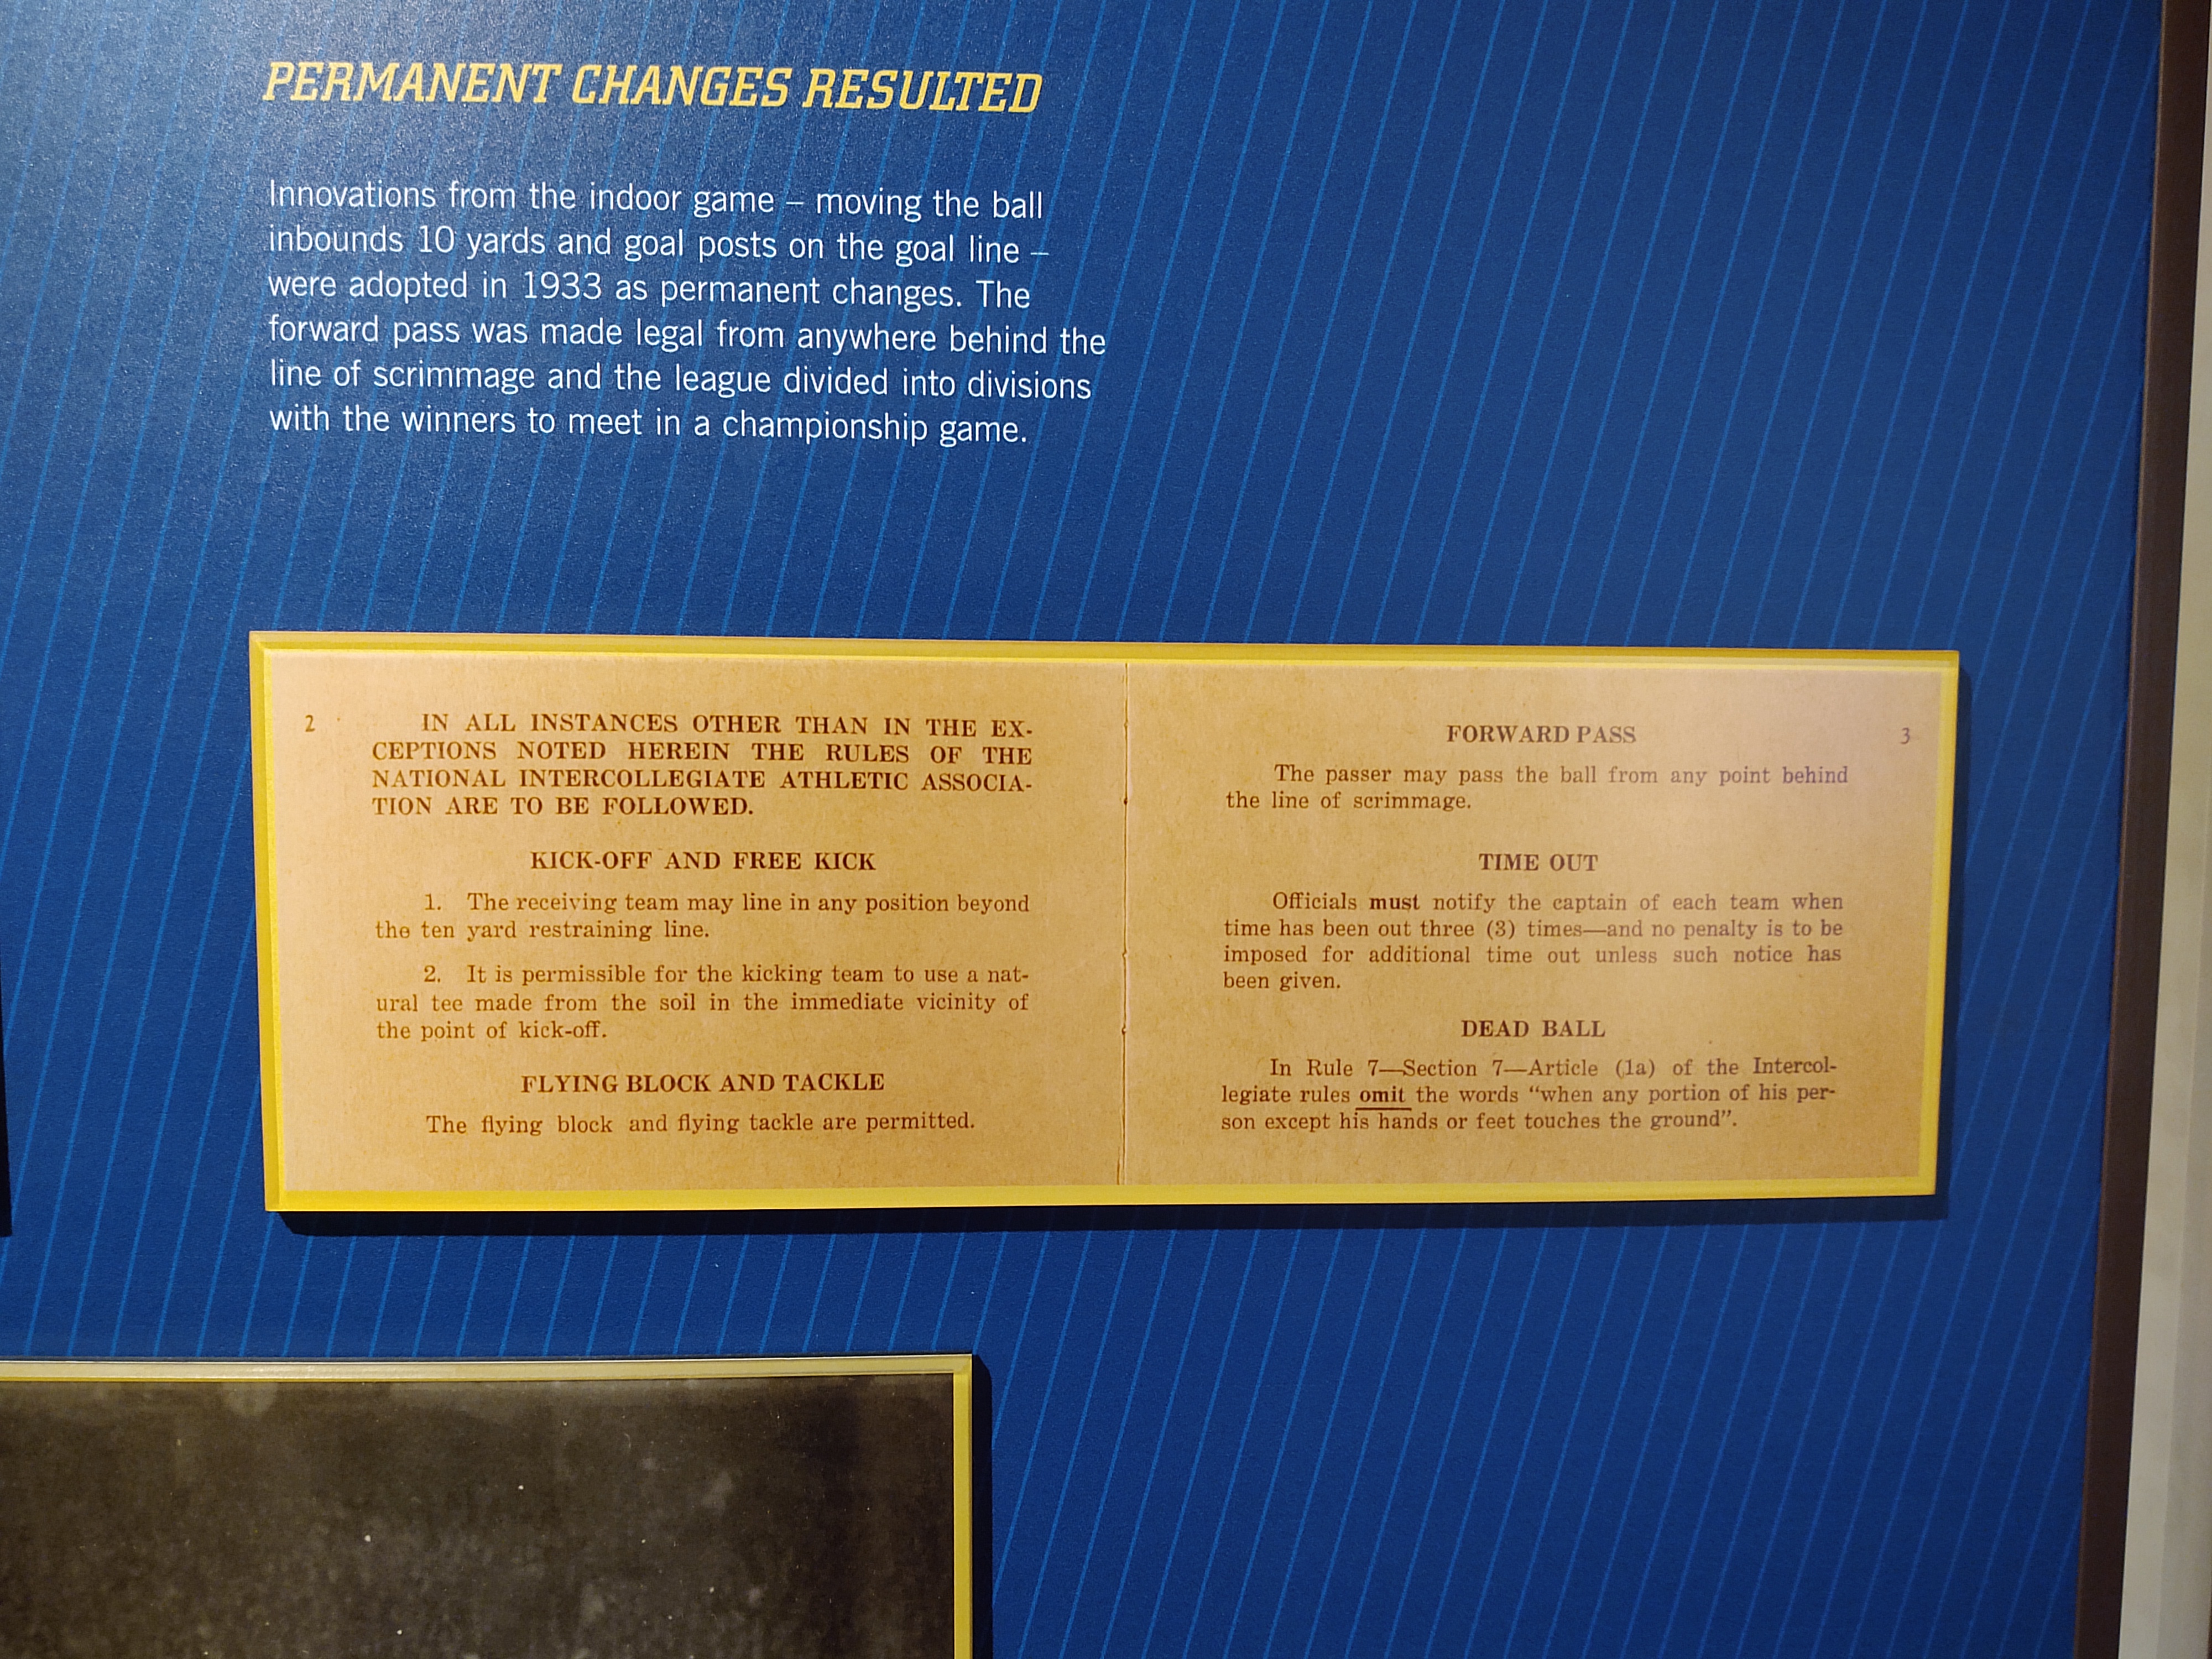 PERMANENT CHANGES RESULTED
Innovations from the indoor game – moving the ball
inbounds 10 yards and goal posts on the goal line –
were adopted in 1933 as permanent changes. The
forward pass was made legal from anywhere behind the
line of scrimmage and the league divided into divisions
with the winners to meet in a championship game.
2
IN ALL INSTANCES OTHER THAN IN THE EX-
CEPTIONS NOTED HEREIN THE RULES OF THE
NATIONAL INTERCOLLEGIATE ATHLETIC ASSOCIA-
TION ARE TO BE FOLLOWED.
KICK-OFF AND FREE KICK
1. The receiving team may line in any position beyond
the ten yard restraining line.
2. It is permissible for the kicking team to use a nat-
ural tee made from the soil in the immediate vicinity of
the point of kick-off.
FLYING BLOCK AND TACKLE
The flying block and flying tackle are permitted.
3
FORWARD PASS
The passer may pass the ball from any point behind
the line of scrimmage.
TIME OUT
Officials must notify the captain of each team when
time has been out three (3) times—and no penalty is to be
imposed for additional time out unless such notice has
been given.
DEAD BALL
In Rule 7—Section 7—Article (1a) of the Intercol-
legiate rules omit the words "when any portion of his per-
son except his hands or feet touches the ground".